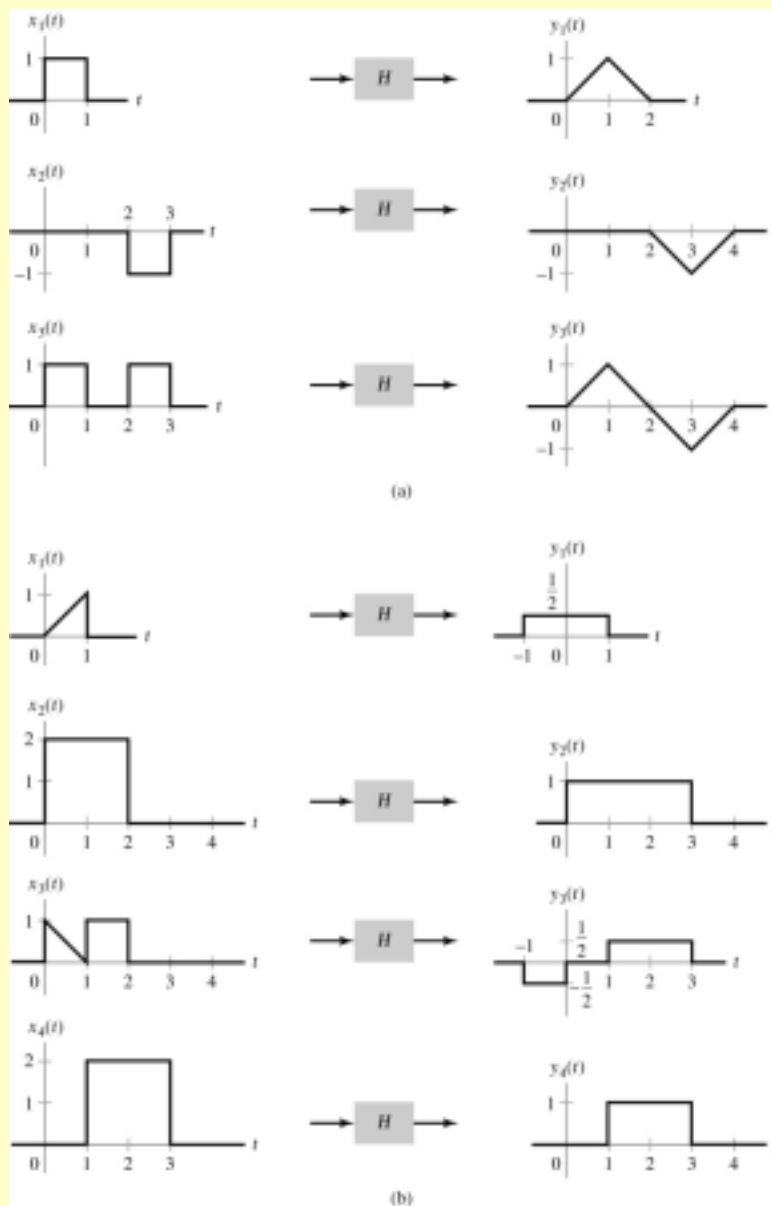 x₁(t) y₁(t)
1 H 1
0 1 t 0 1 2 t
x₂(t) y₂(t)
2 3 H
0 1 t 0 1 2 3 4
−1 −1
x₃(t) y₃(t)
1 H 1
0 1 2 3 t 0 1 2 3 4
−1
(a)
x₁(t) y₁(t)
1 H 1/2
0 1 t −1 0 1 t
x₂(t)
2 y₂(t)
1 H 1
0 1 2 3 4 t 0 1 2 3 4
x₃(t) y₃(t)
1 H −1 1/2
0 1 2 3 4 t −1/2 1 2 3 t
x₄(t)
2 y₄(t)
1 H 1
0 1 2 3 t 0 1 2 3 4
(b)